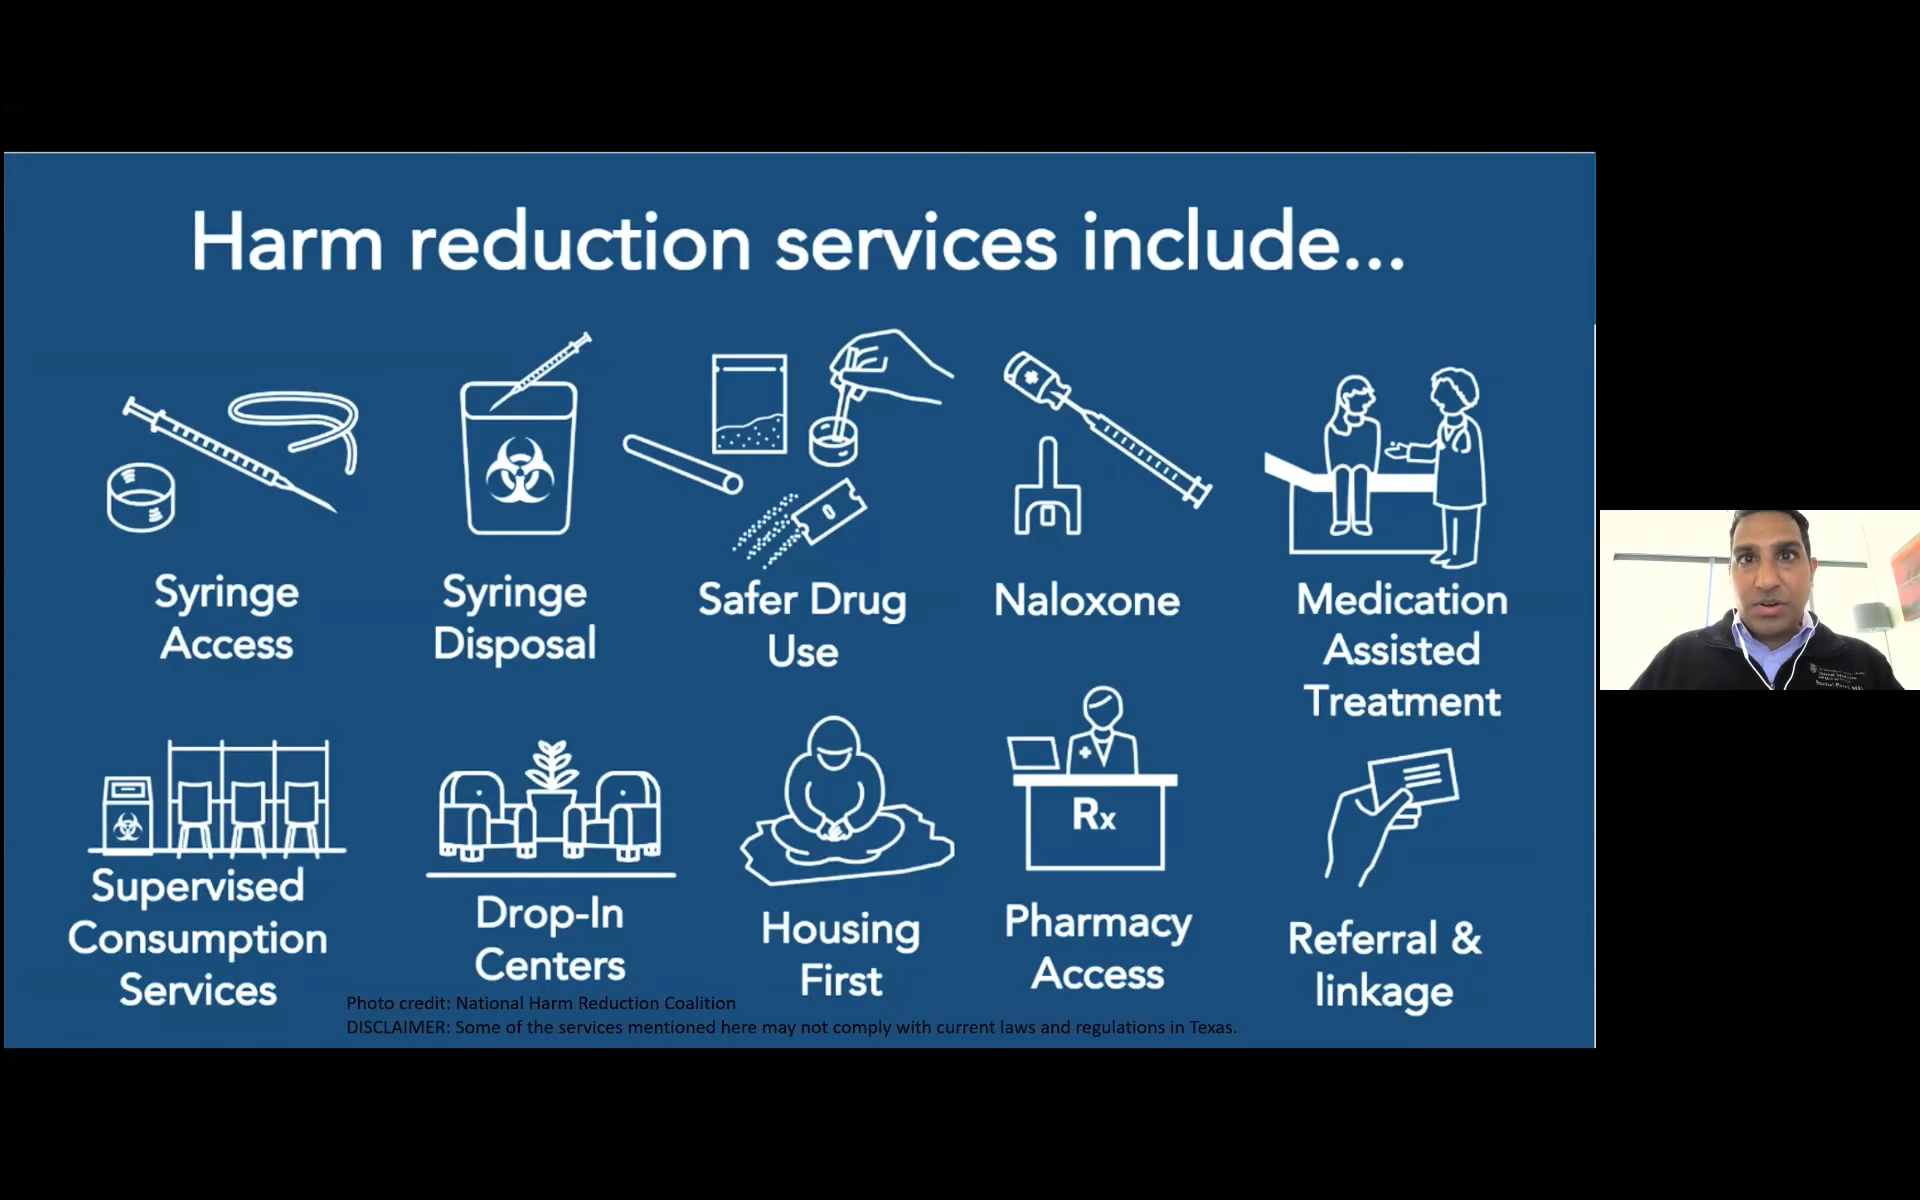 Harm reduction services include...
Syringe
Access
Syringe
Disposal
Safer Drug
Use
Naloxone
Medication
Assisted
Treatment
Supervised
Consumption
Services
Drop-In
Centers
Housing
First
Rx
Pharmacy
Access
Referral &
linkage
Photo credit: National Harm Reduction Coalition
DISCLAIMER: Some of the services mentioned here may not comply with current laws and regulations in Texas.